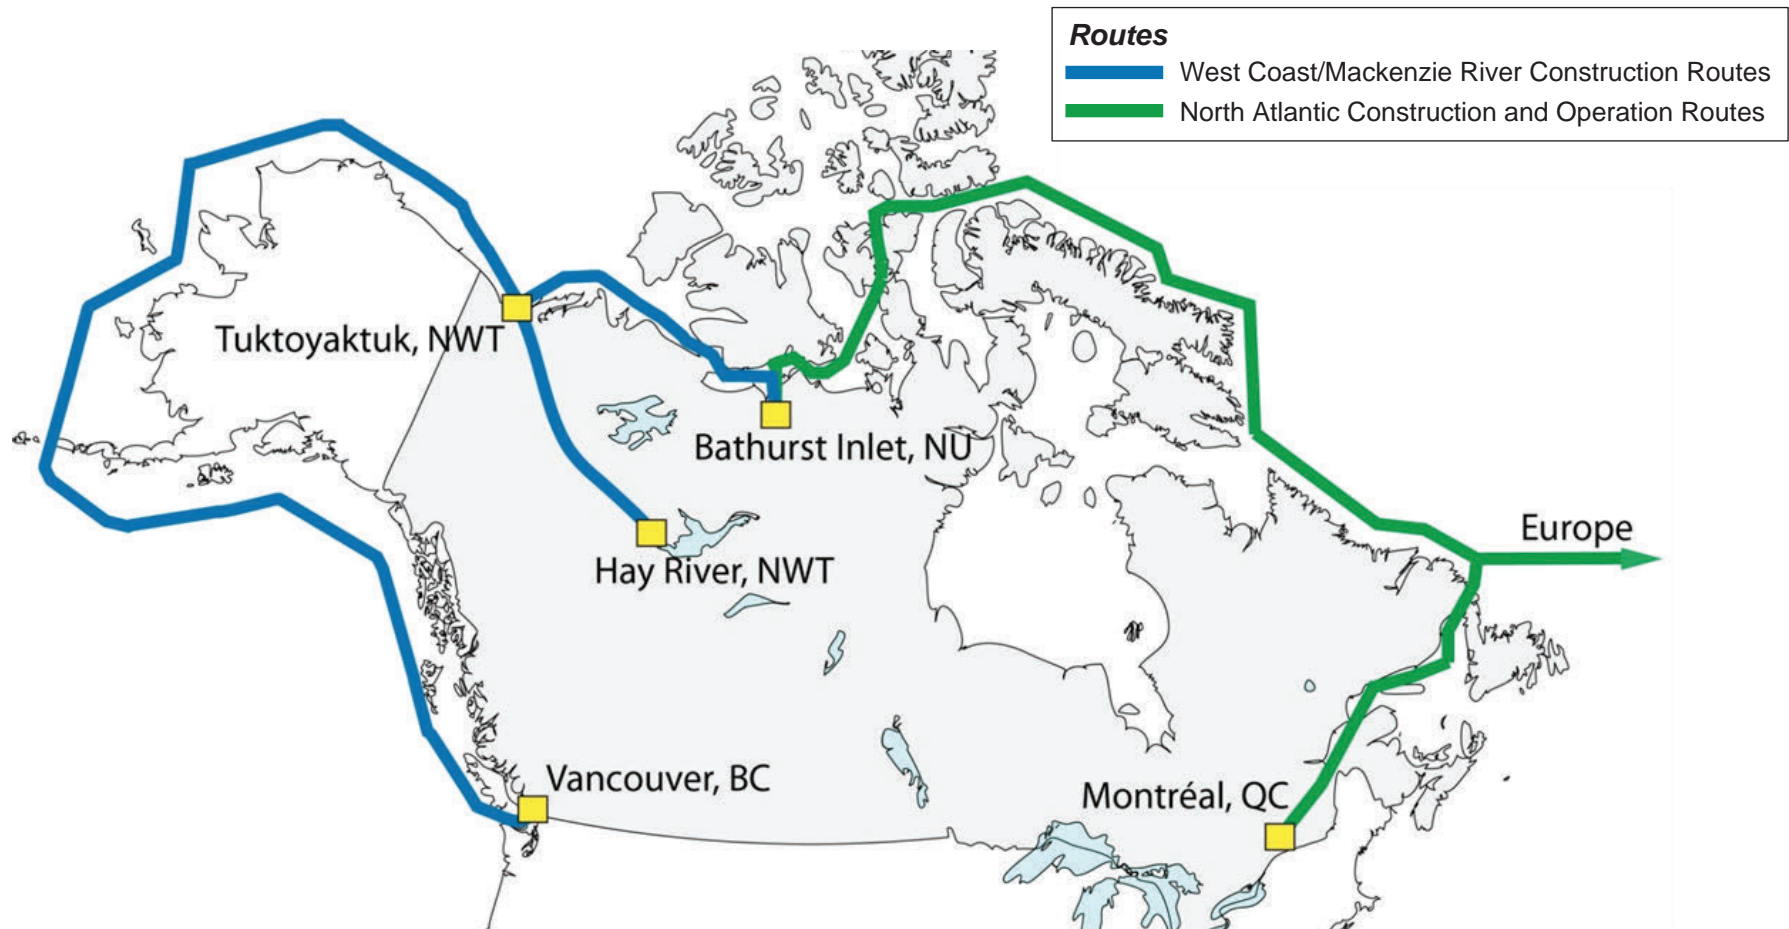 Routes
West Coast/Mackenzie River Construction Routes
North Atlantic Construction and Operation Routes
Tuktoyaktuk, NWT
Bathurst Inlet, NU
Europe
Hay River, NWT
Vancouver, BC
Montréal, QC